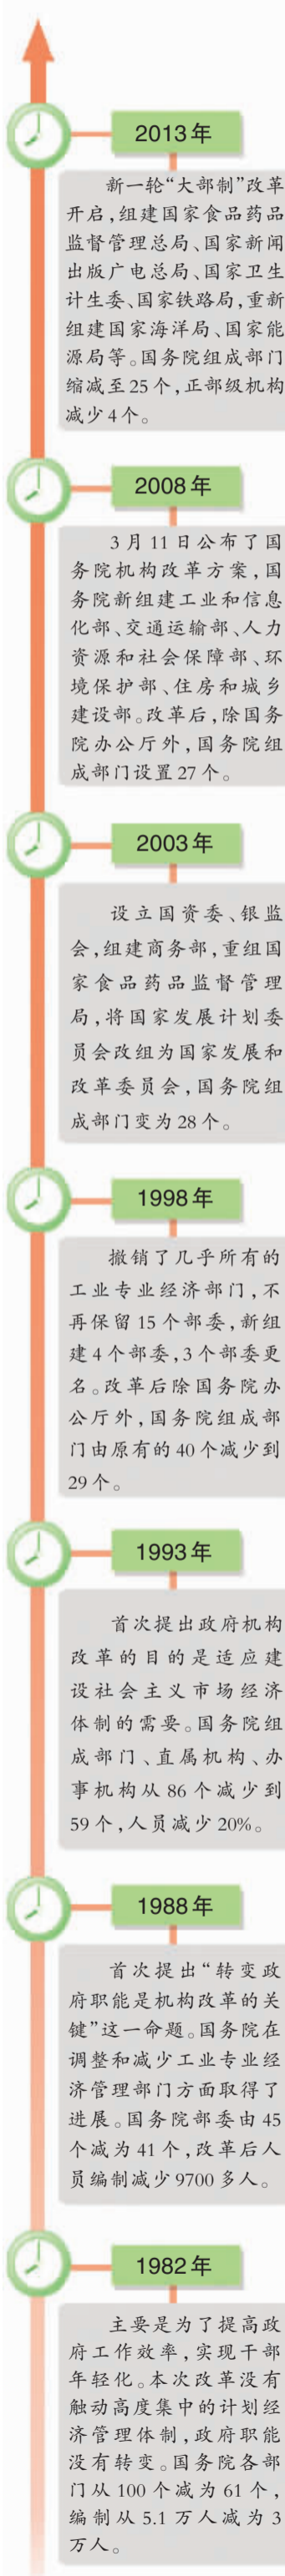 2013年
新一轮“大部制”改革
开启,组建国家食品药品
监督管理总局、国家新闻
出版广电总局、国家卫生
计生委、国家铁路局,重新
组建国家海洋局、国家能
源局等。国务院组成部门
缩减至25个,正部级机构
减少4个。
2008年
3月11日公布了国
务院机构改革方案,国
务院新组建工业和信息
化部、交通运输部、人力
资源和社会保障部、环
境保护部、住房和城乡
建设部。改革后,除国务
院办公厅外,国务院组
成部门设置27个。
2003年
设立国资委、银监
会,组建商务部,重组国
家食品药品监督管理
局,将国家发展计划委
员会改组为国家发展和
改革委员会,国务院组
成部门变为28个。
1998年
撤销了几乎所有的
工业专业经济部门,不
再保留15个部委,新组
建4个部委,3个部委更
名。改革后除国务院办
公厅外,国务院组成部
门由原有的40个减少到
29个。
1993年
首次提出政府机构
改革的目的是适应建
设社会主义市场经济
体制的需要。国务院组
成部门、直属机构、办
事机构从86个减少到
59个,人员减少20%。
1988年
首次提出“转变政
府职能是机构改革的关
键”这一命题。国务院在
调整和减少工业专业经
济管理部门方面取得了
进展。国务院部委由45
个减为41个,改革后人
员编制减少9700多人。
1982年
主要是为了提高政
府工作效率,实现干部
年轻化。本次改革没有
触动高度集中的计划经
济管理体制,政府职能
没有转变。国务院各部
门从100个减为61个,
编制从5.1万人减为3
万人。